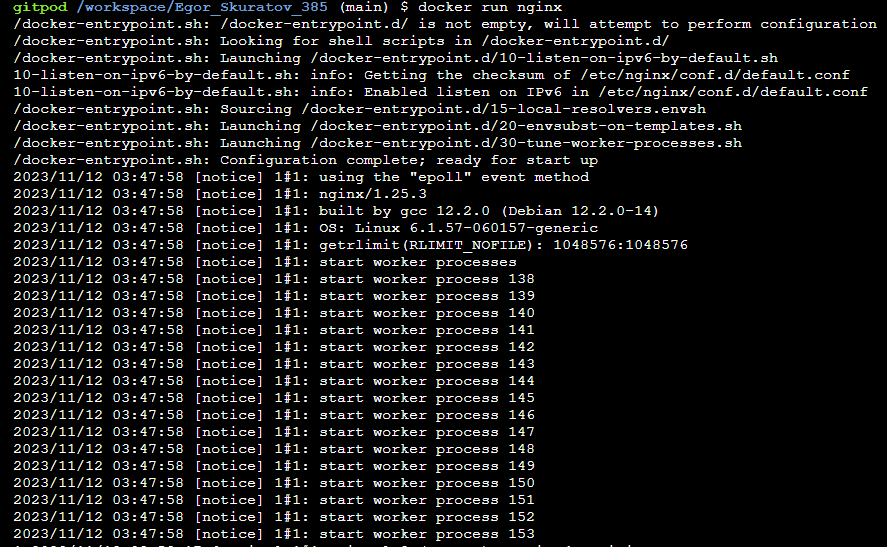 gitpod /workspace/Egor_Skuratov_385 (main) $ docker run nginx
/docker-entrypoint.sh: /docker-entrypoint.d/ is not empty, will attempt to perform configuration
/docker-entrypoint.sh: Looking for shell scripts in /docker-entrypoint.d/
/docker-entrypoint.sh: Launching /docker-entrypoint.d/10-listen-on-ipv6-by-default.sh
10-listen-on-ipv6-by-default.sh: info: Getting the checksum of /etc/nginx/conf.d/default.conf
10-listen-on-ipv6-by-default.sh: info: Enabled listen on IPv6 in /etc/nginx/conf.d/default.conf
/docker-entrypoint.sh: Sourcing /docker-entrypoint.d/15-local-resolvers.envsh
/docker-entrypoint.sh: Launching /docker-entrypoint.d/20-envsubst-on-templates.sh
/docker-entrypoint.sh: Launching /docker-entrypoint.d/30-tune-worker-processes.sh
/docker-entrypoint.sh: Configuration complete; ready for start up
2023/11/12 03:47:58 [notice] 1#1: using the "epoll" event method
2023/11/12 03:47:58 [notice] 1#1: nginx/1.25.3
2023/11/12 03:47:58 [notice] 1#1: built by gcc 12.2.0 (Debian 12.2.0-14)
2023/11/12 03:47:58 [notice] 1#1: OS: Linux 6.1.57-060157-generic
2023/11/12 03:47:58 [notice] 1#1: getrlimit(RLIMIT_NOFILE): 1048576:1048576
2023/11/12 03:47:58 [notice] 1#1: start worker processes
2023/11/12 03:47:58 [notice] 1#1: start worker process 138
2023/11/12 03:47:58 [notice] 1#1: start worker process 139
2023/11/12 03:47:58 [notice] 1#1: start worker process 140
2023/11/12 03:47:58 [notice] 1#1: start worker process 141
2023/11/12 03:47:58 [notice] 1#1: start worker process 142
2023/11/12 03:47:58 [notice] 1#1: start worker process 143
2023/11/12 03:47:58 [notice] 1#1: start worker process 144
2023/11/12 03:47:58 [notice] 1#1: start worker process 145
2023/11/12 03:47:58 [notice] 1#1: start worker process 146
2023/11/12 03:47:58 [notice] 1#1: start worker process 147
2023/11/12 03:47:58 [notice] 1#1: start worker process 148
2023/11/12 03:47:58 [notice] 1#1: start worker process 149
2023/11/12 03:47:58 [notice] 1#1: start worker process 150
2023/11/12 03:47:58 [notice] 1#1: start worker process 151
2023/11/12 03:47:58 [notice] 1#1: start worker process 152
2023/11/12 03:47:58 [notice] 1#1: start worker process 153